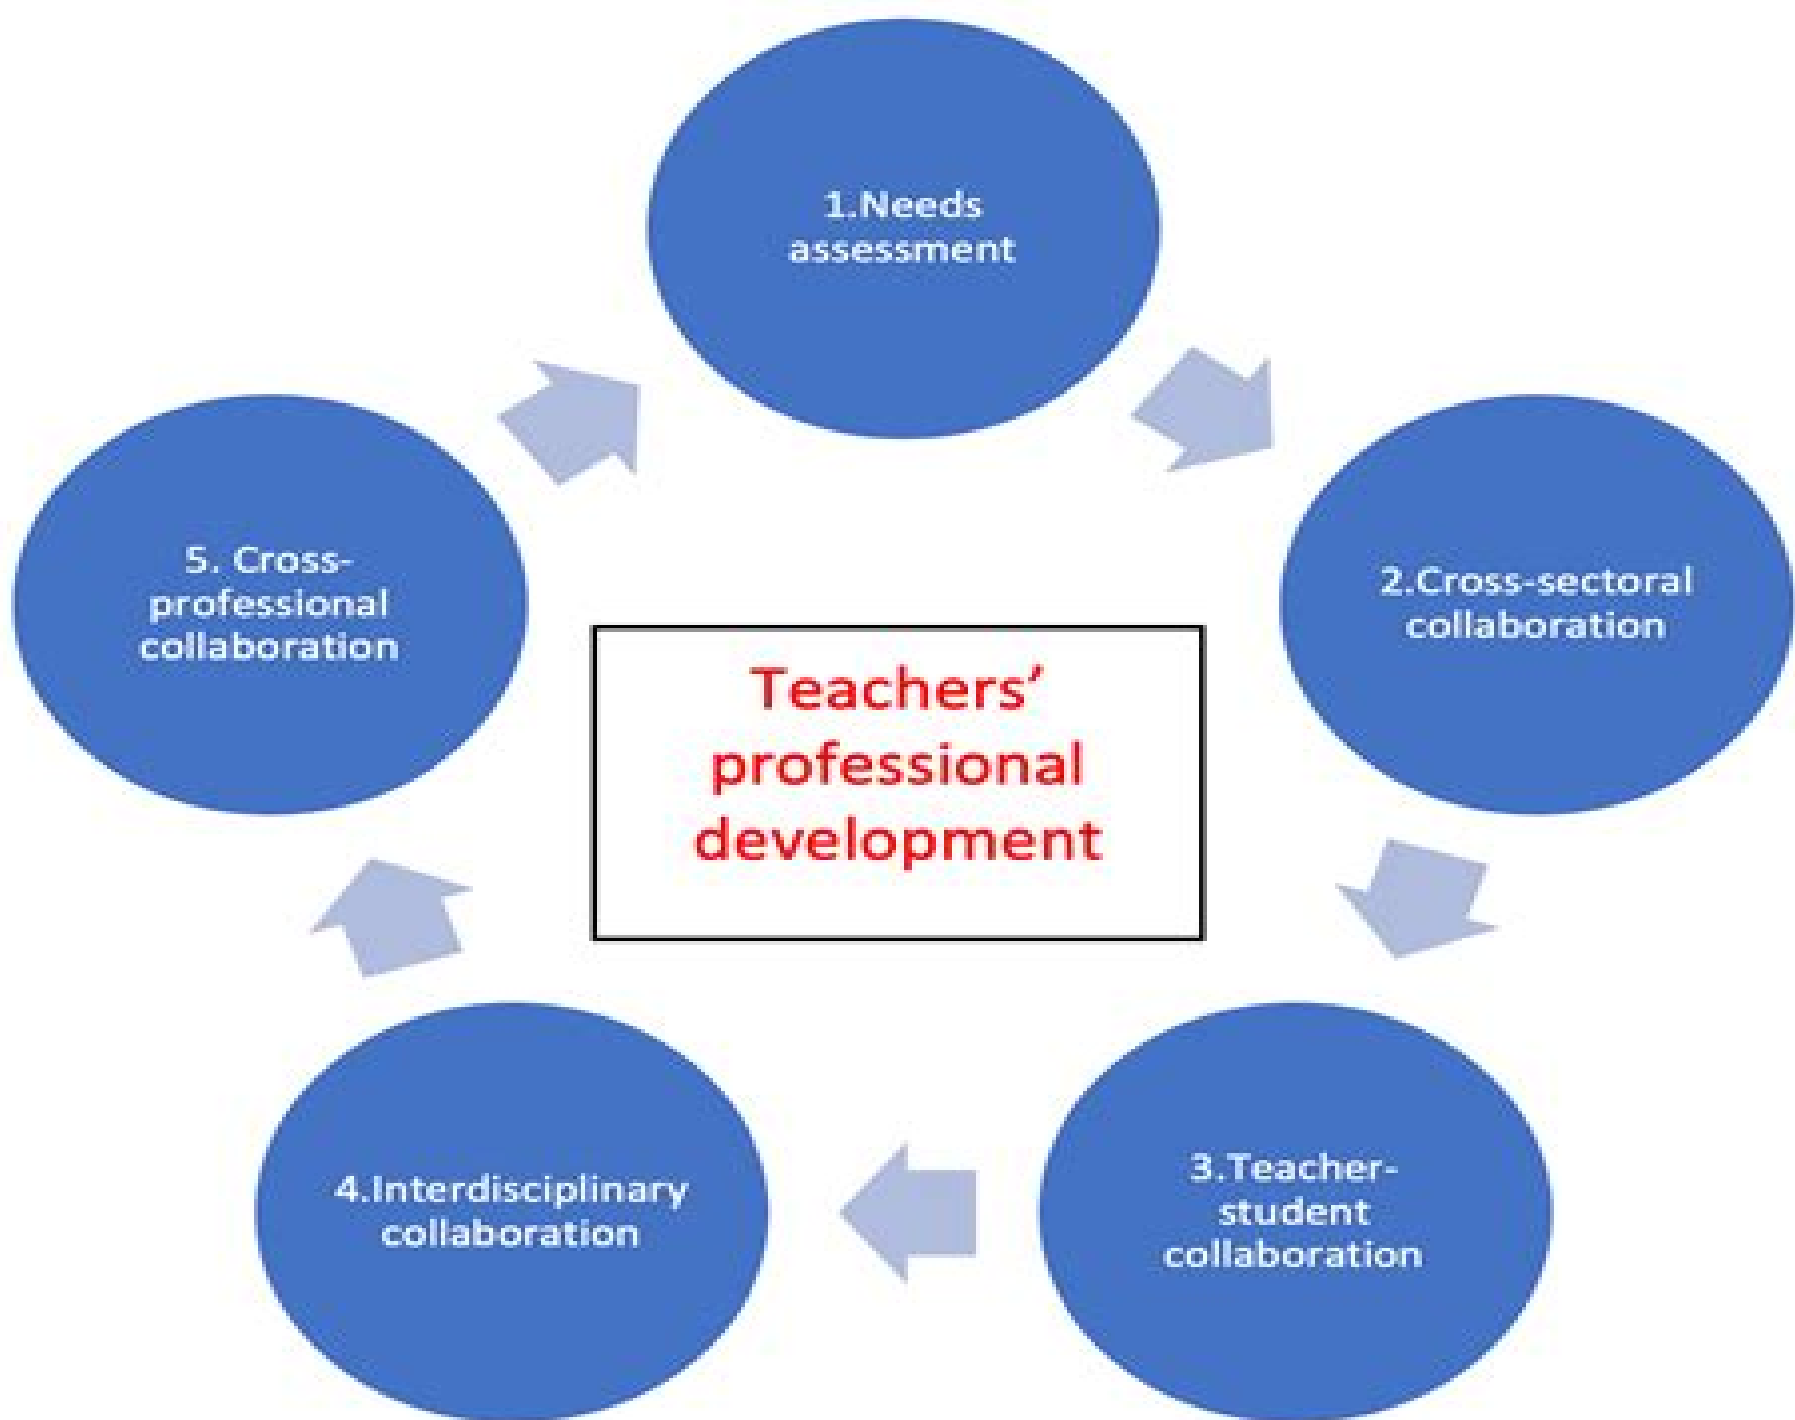 1.Needs
assessment
2.Cross-sectoral
collaboration
3.Teacher-
student
collaboration
4.Interdisciplinary
collaboration
5. Cross-
professional
collaboration
Teachers’
professional
development